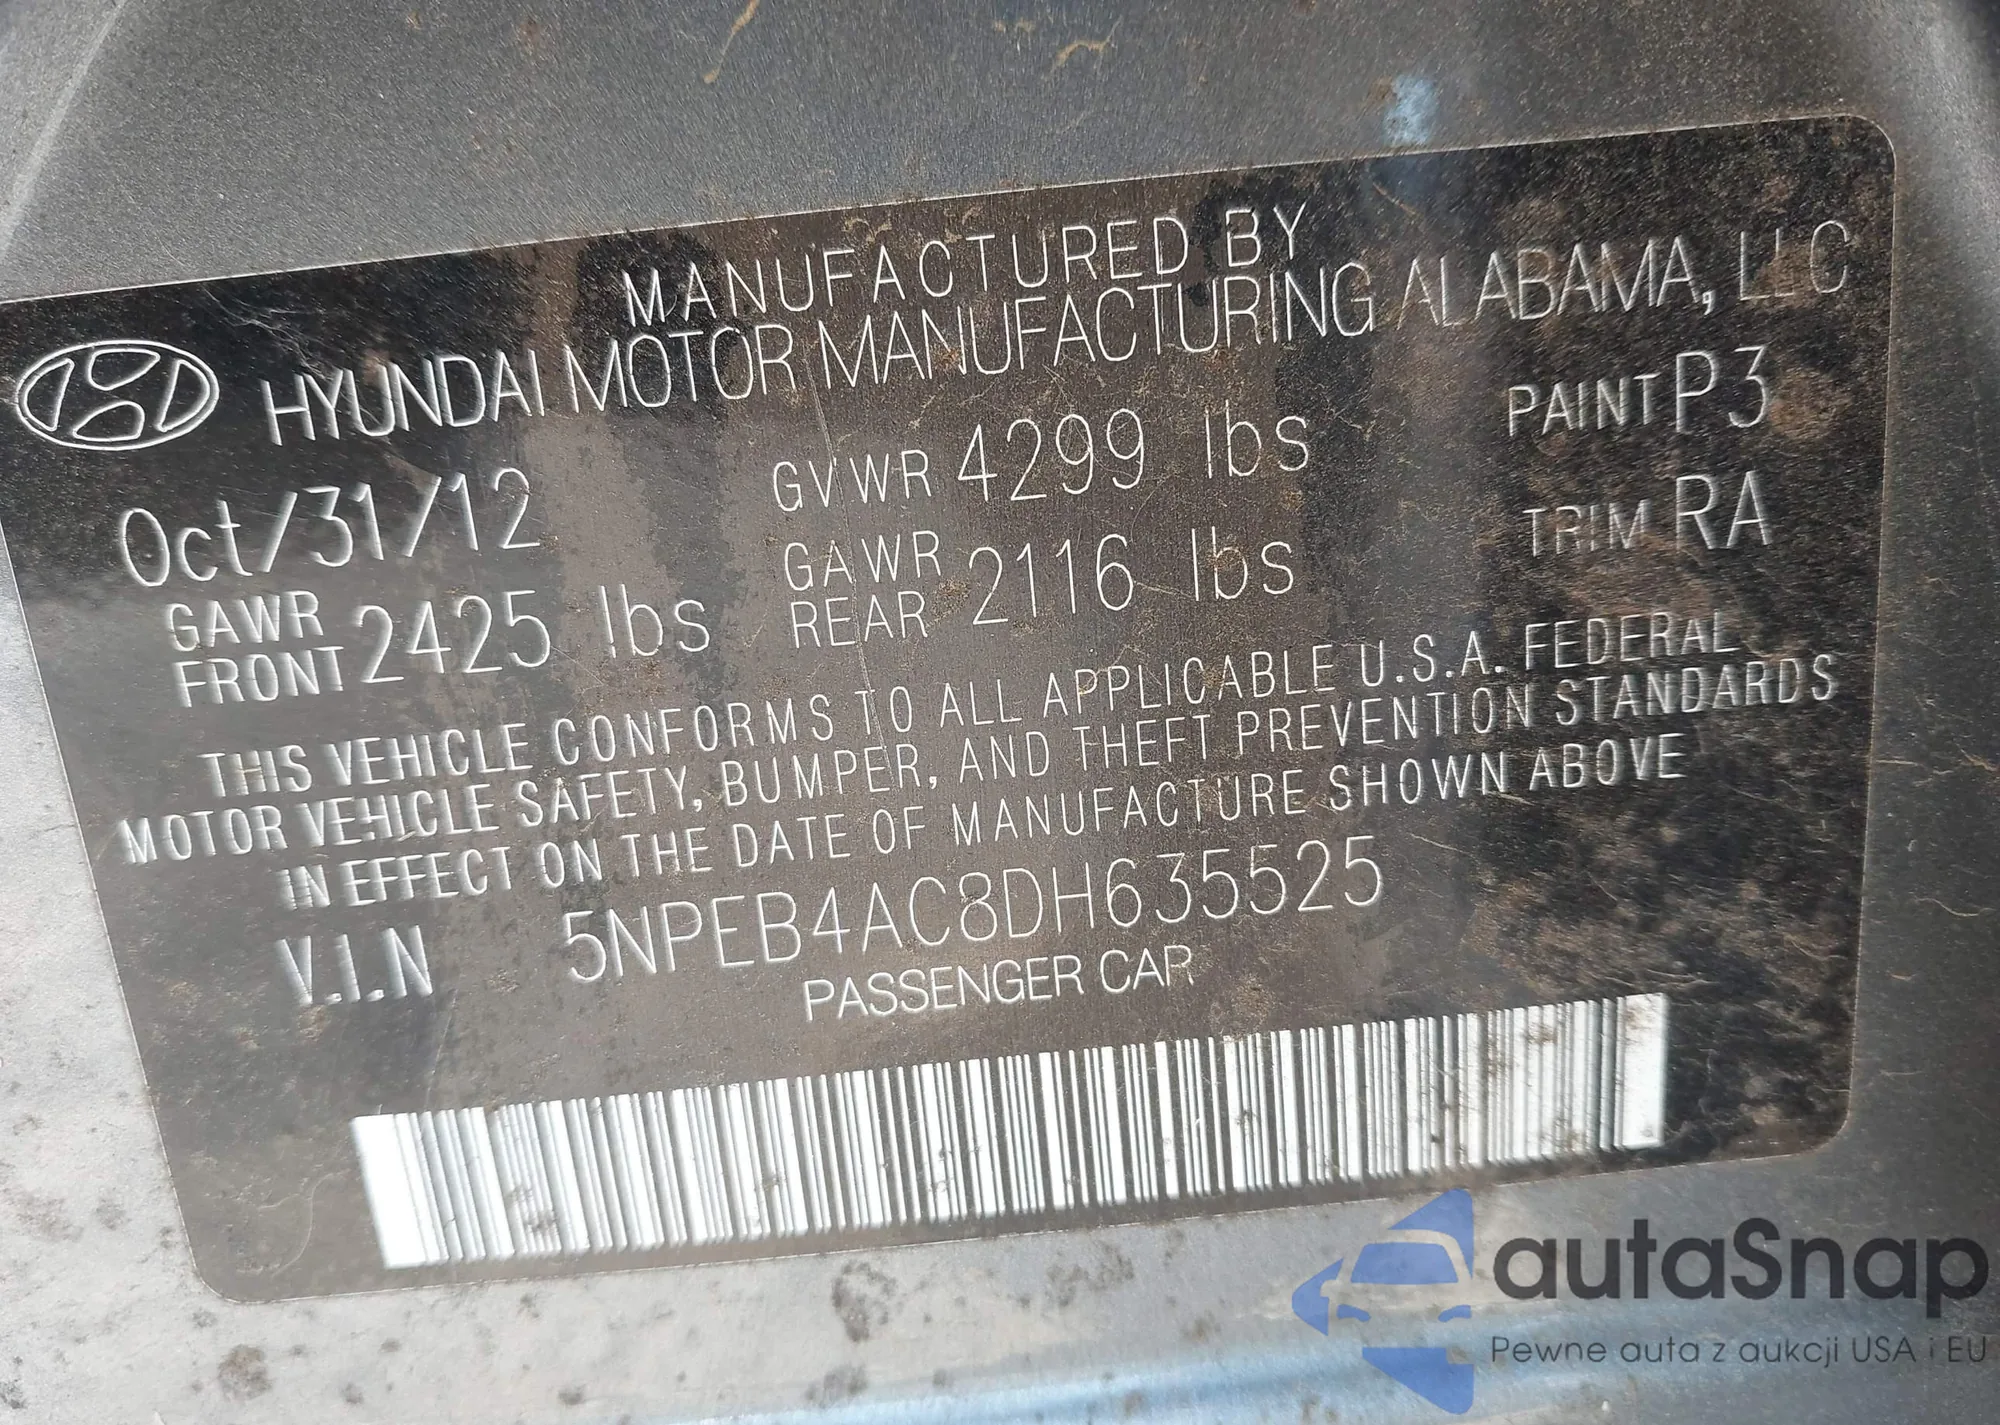 MANUFACTURED BY
HYUNDAI MOTOR MANUFACTURING ALABAMA, LLC
Oct/31/12 GVWR 4299 lbs PAINT P3
GAWR FRONT 2425 lbs GAWR REAR 2116 lbs TRIM RA
THIS VEHICLE CONFORMS TO ALL APPLICABLE U.S.A. FEDERAL
MOTOR VEHICLE SAFETY, BUMPER, AND THEFT PREVENTION STANDARDS
IN EFFECT ON THE DATE OF MANUFACTURE SHOWN ABOVE
V.I.N 5NPEB4AC8DH635525
PASSENGER CAR
autaSnap
Pewne auta z aukcji USA i EU